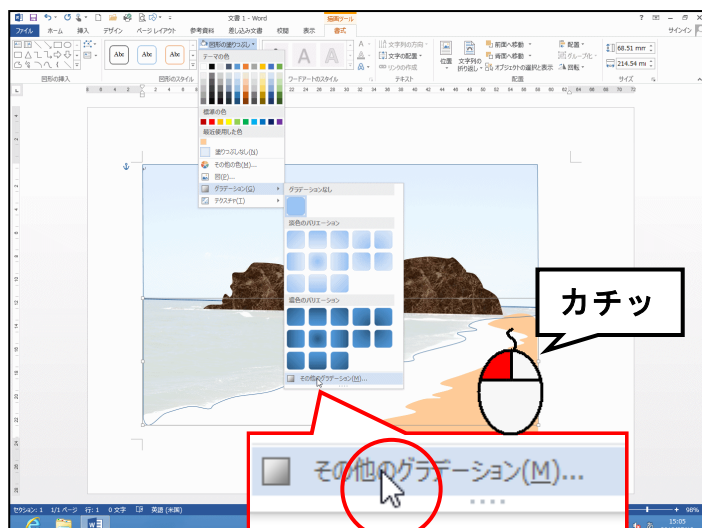 文書 1 - Word
描画ツール
ファイル ホーム 挿入 デザイン ページ レイアウト 参考資料 差し込み文書 校閲 表示 書式
サインイン
図形の塗りつぶし
Abc Abc Abc
文字列の方向
文字の配置
リンクの作成
位置 文字列の折り返し
前面へ移動
背面へ移動
オブジェクトの選択と表示
配置
グループ化
回転
68.51 mm
214.54 mm
図形の挿入 図形のスタイル ワードアートのスタイル テキスト 配置 サイズ
テーマの色
標準の色
最近使用した色
塗りつぶしなし(N)
その他の色(M)...
図(P)...
グラデーション(G)
テクスチャ(T)
グラデーションなし
淡色のバリエーション
濃色のバリエーション
その他のグラデーション(M)...
カチッ
その他のグラデーション(M)...
セクション: 1 1/1 ページ 行: 1 0 文字 英語 (米国)
98%
15:05